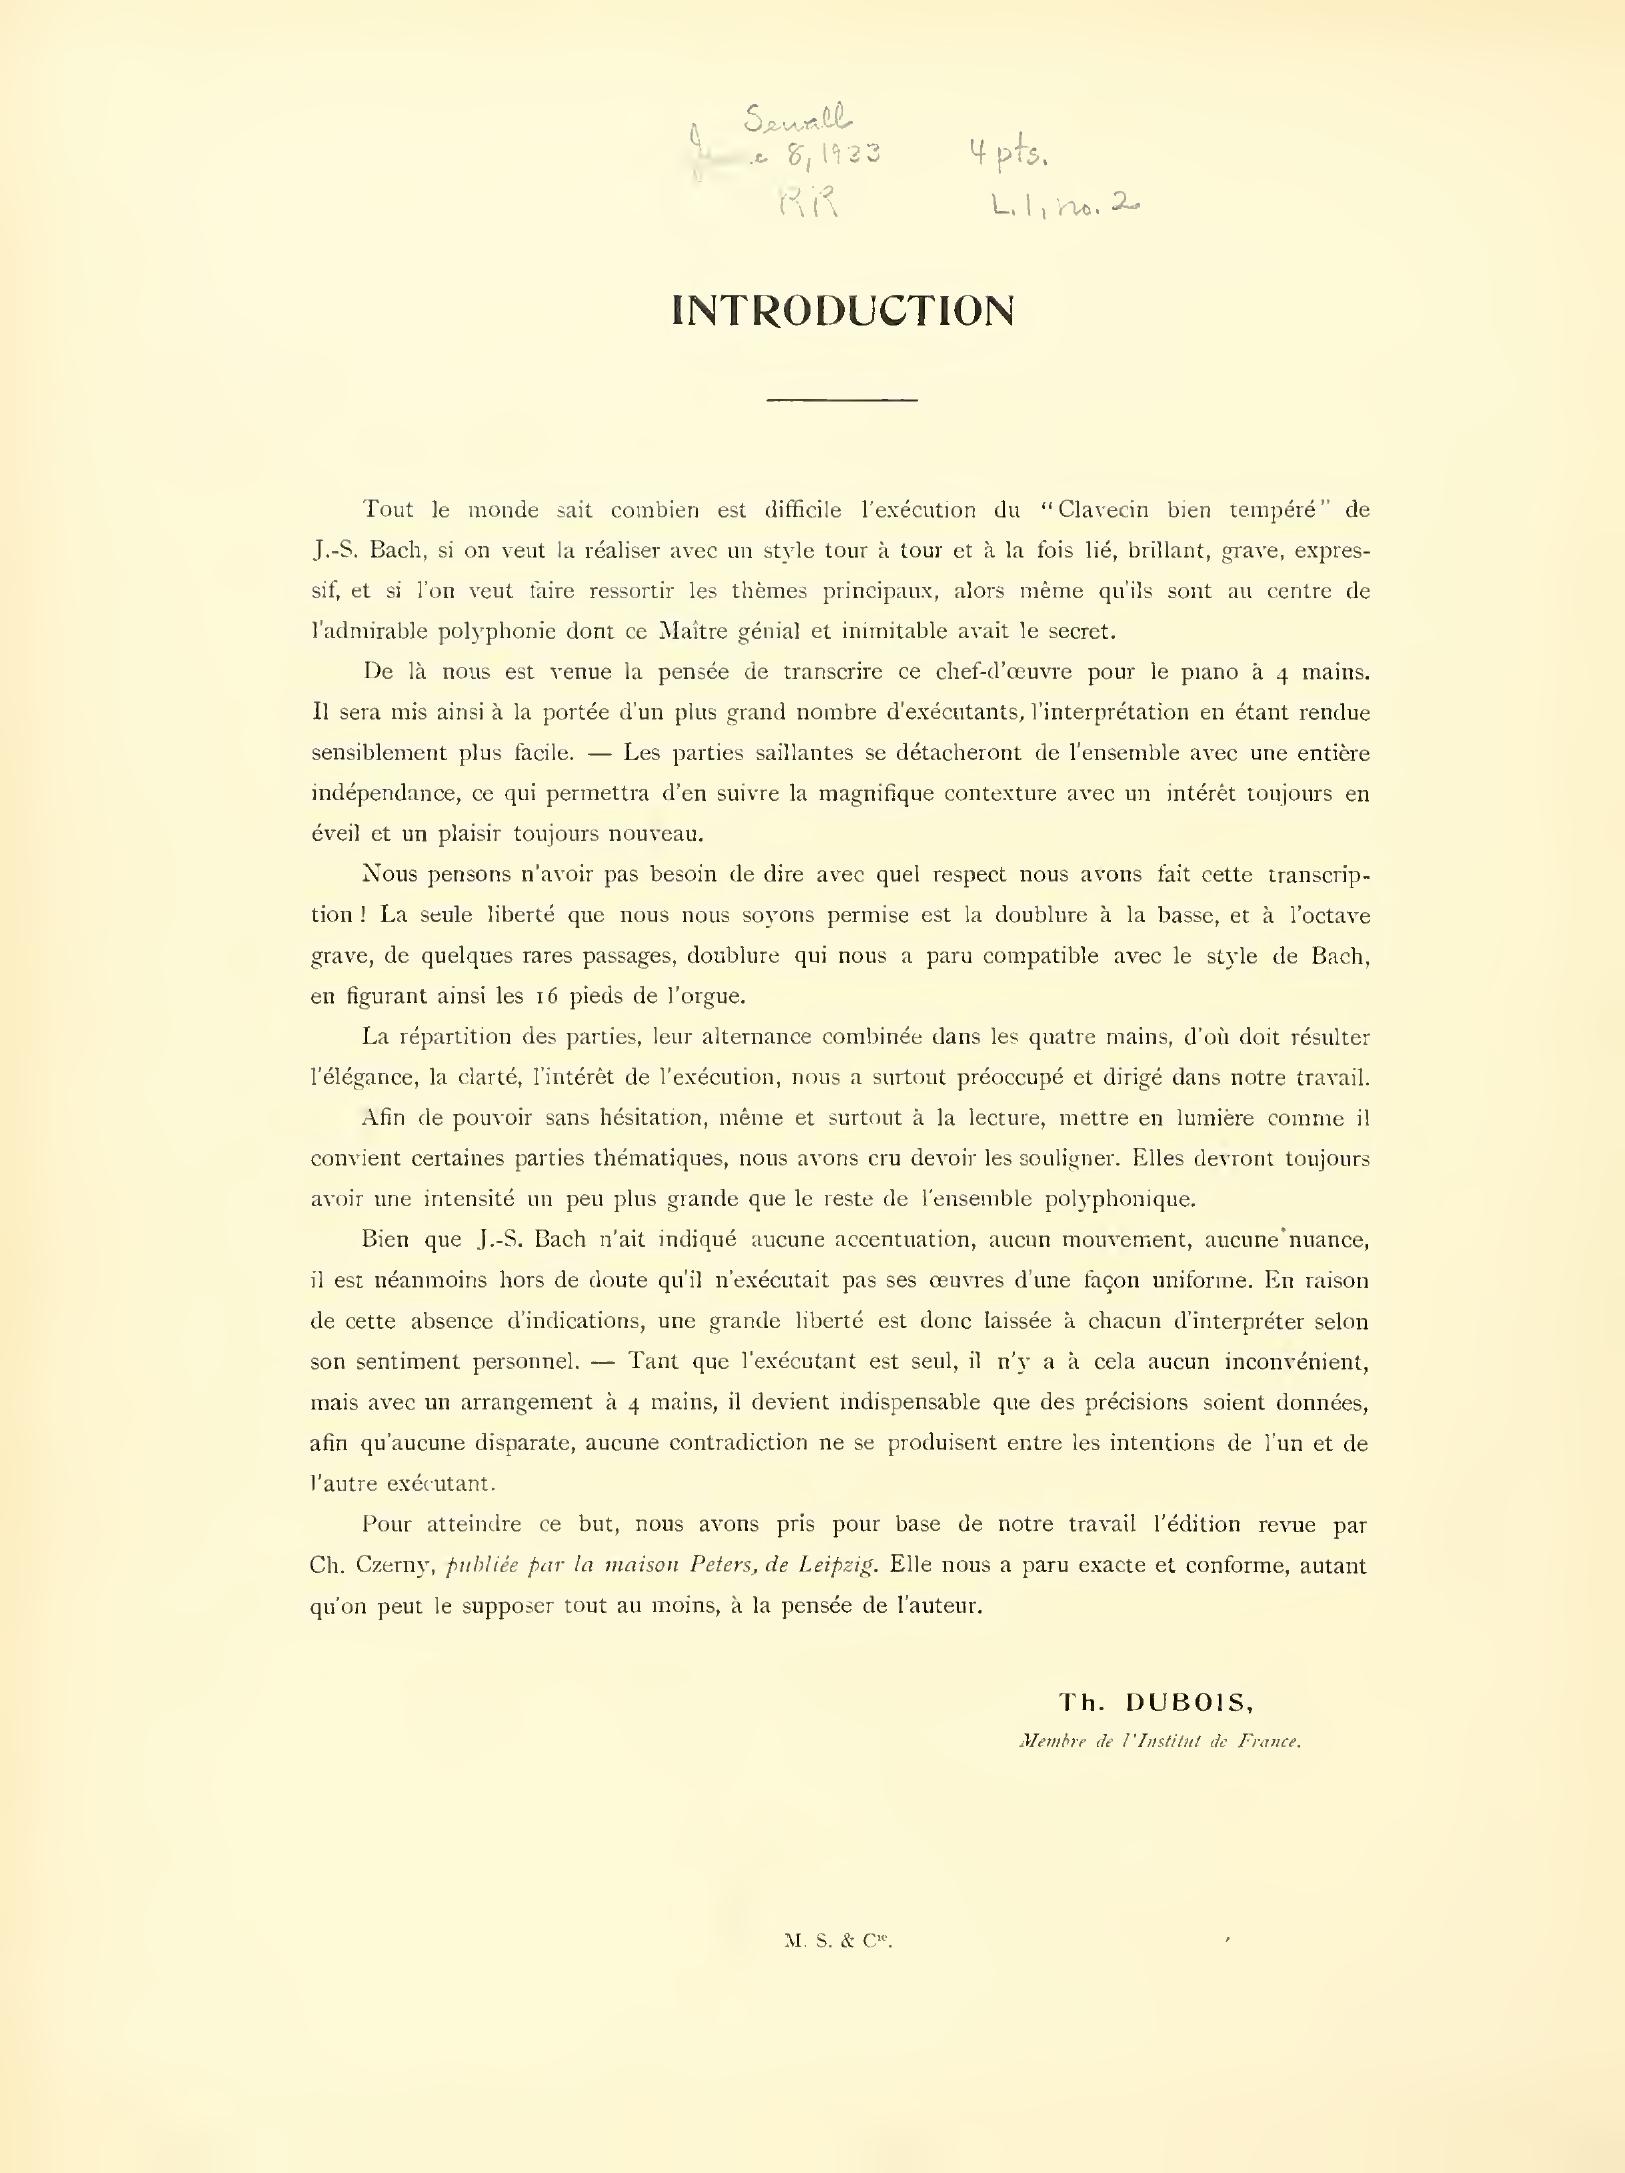 Sewall
8, 1933 4 pts.
RR L. 1, no. 2
INTRODUCTION
Tout le monde sait combien est difficile l'exécution du "Clavecin bien tempéré" de
J.-S. Bach, si on veut la réaliser avec un style tour à tour et à la fois lié, brillant, grave, expres-
sif, et si l'on veut faire ressortir les thèmes principaux, alors même qu'ils sont au centre de
l'admirable polyphonie dont ce Maître génial et inimitable avait le secret.
De là nous est venue la pensée de transcrire ce chef-d'œuvre pour le piano à 4 mains.
Il sera mis ainsi à la portée d'un plus grand nombre d'exécutants, l'interprétation en étant rendue
sensiblement plus facile. — Les parties saillantes se détacheront de l'ensemble avec une entière
indépendance, ce qui permettra d'en suivre la magnifique contexture avec un intérêt toujours en
éveil et un plaisir toujours nouveau.
Nous pensons n'avoir pas besoin de dire avec quel respect nous avons fait cette transcrip-
tion ! La seule liberté que nous nous soyons permise est la doublure à la basse, et à l'octave
grave, de quelques rares passages, doublure qui nous a paru compatible avec le style de Bach,
en figurant ainsi les 16 pieds de l'orgue.
La répartition des parties, leur alternance combinée dans les quatre mains, d'où doit résulter
l'élégance, la clarté, l'intérêt de l'exécution, nous a surtout préoccupé et dirigé dans notre travail.
Afin de pouvoir sans hésitation, même et surtout à la lecture, mettre en lumière comme il
convient certaines parties thématiques, nous avons cru devoir les souligner. Elles devront toujours
avoir une intensité un peu plus grande que le reste de l'ensemble polyphonique.
Bien que J.-S. Bach n'ait indiqué aucune accentuation, aucun mouvement, aucune nuance,
il est néanmoins hors de doute qu'il n'exécutait pas ses œuvres d'une façon uniforme. En raison
de cette absence d'indications, une grande liberté est donc laissée à chacun d'interpréter selon
son sentiment personnel. — Tant que l'exécutant est seul, il n'y a à cela aucun inconvénient,
mais avec un arrangement à 4 mains, il devient indispensable que des précisions soient données,
afin qu'aucune disparate, aucune contradiction ne se produisent entre les intentions de l'un et de
l'autre exécutant.
Pour atteindre ce but, nous avons pris pour base de notre travail l'édition revue par
Ch. Czerny, publiée par la maison Peters, de Leipzig. Elle nous a paru exacte et conforme, autant
qu'on peut le supposer tout au moins, à la pensée de l'auteur.
Th. DUBOIS,
Membre de l'Institut de France.
M. S. & Cie.